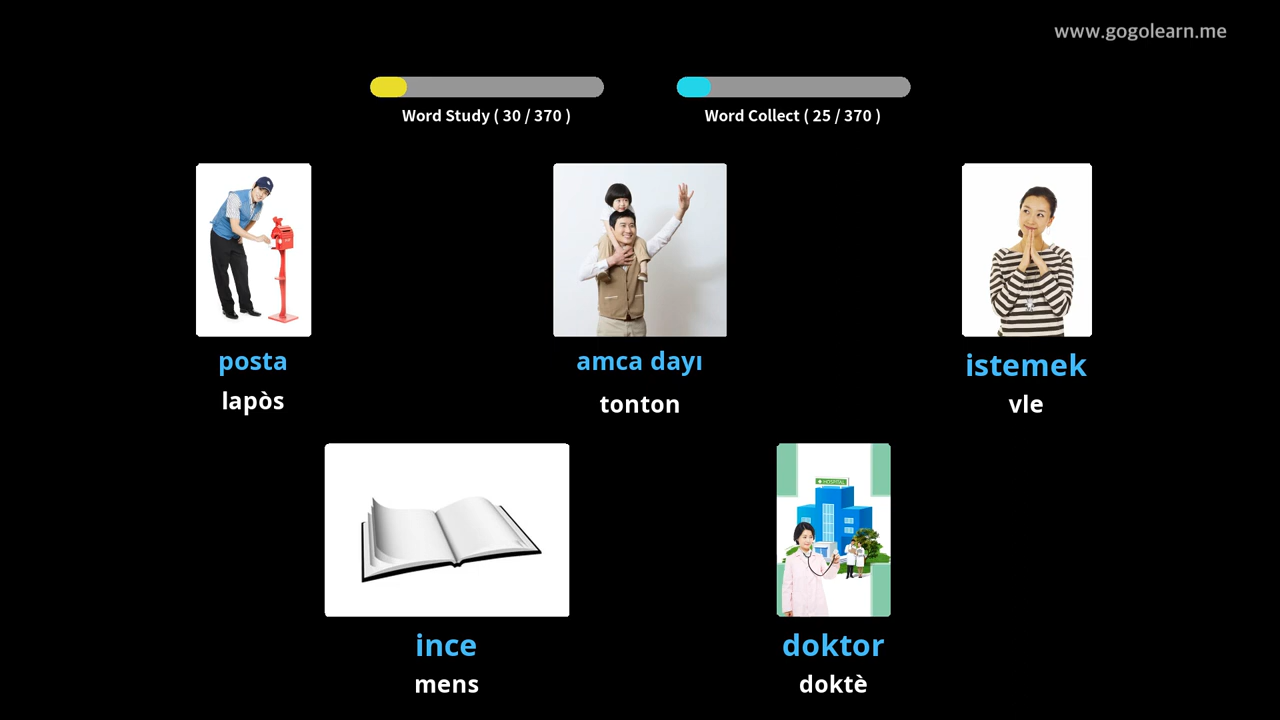 www.gogolearn.me
Word Study ( 30 / 370 )
Word Collect ( 25 / 370 )
posta
lapòs
amca dayı
tonton
istemek
vle
HOSPITAL
ince
mens
doktor
doktè